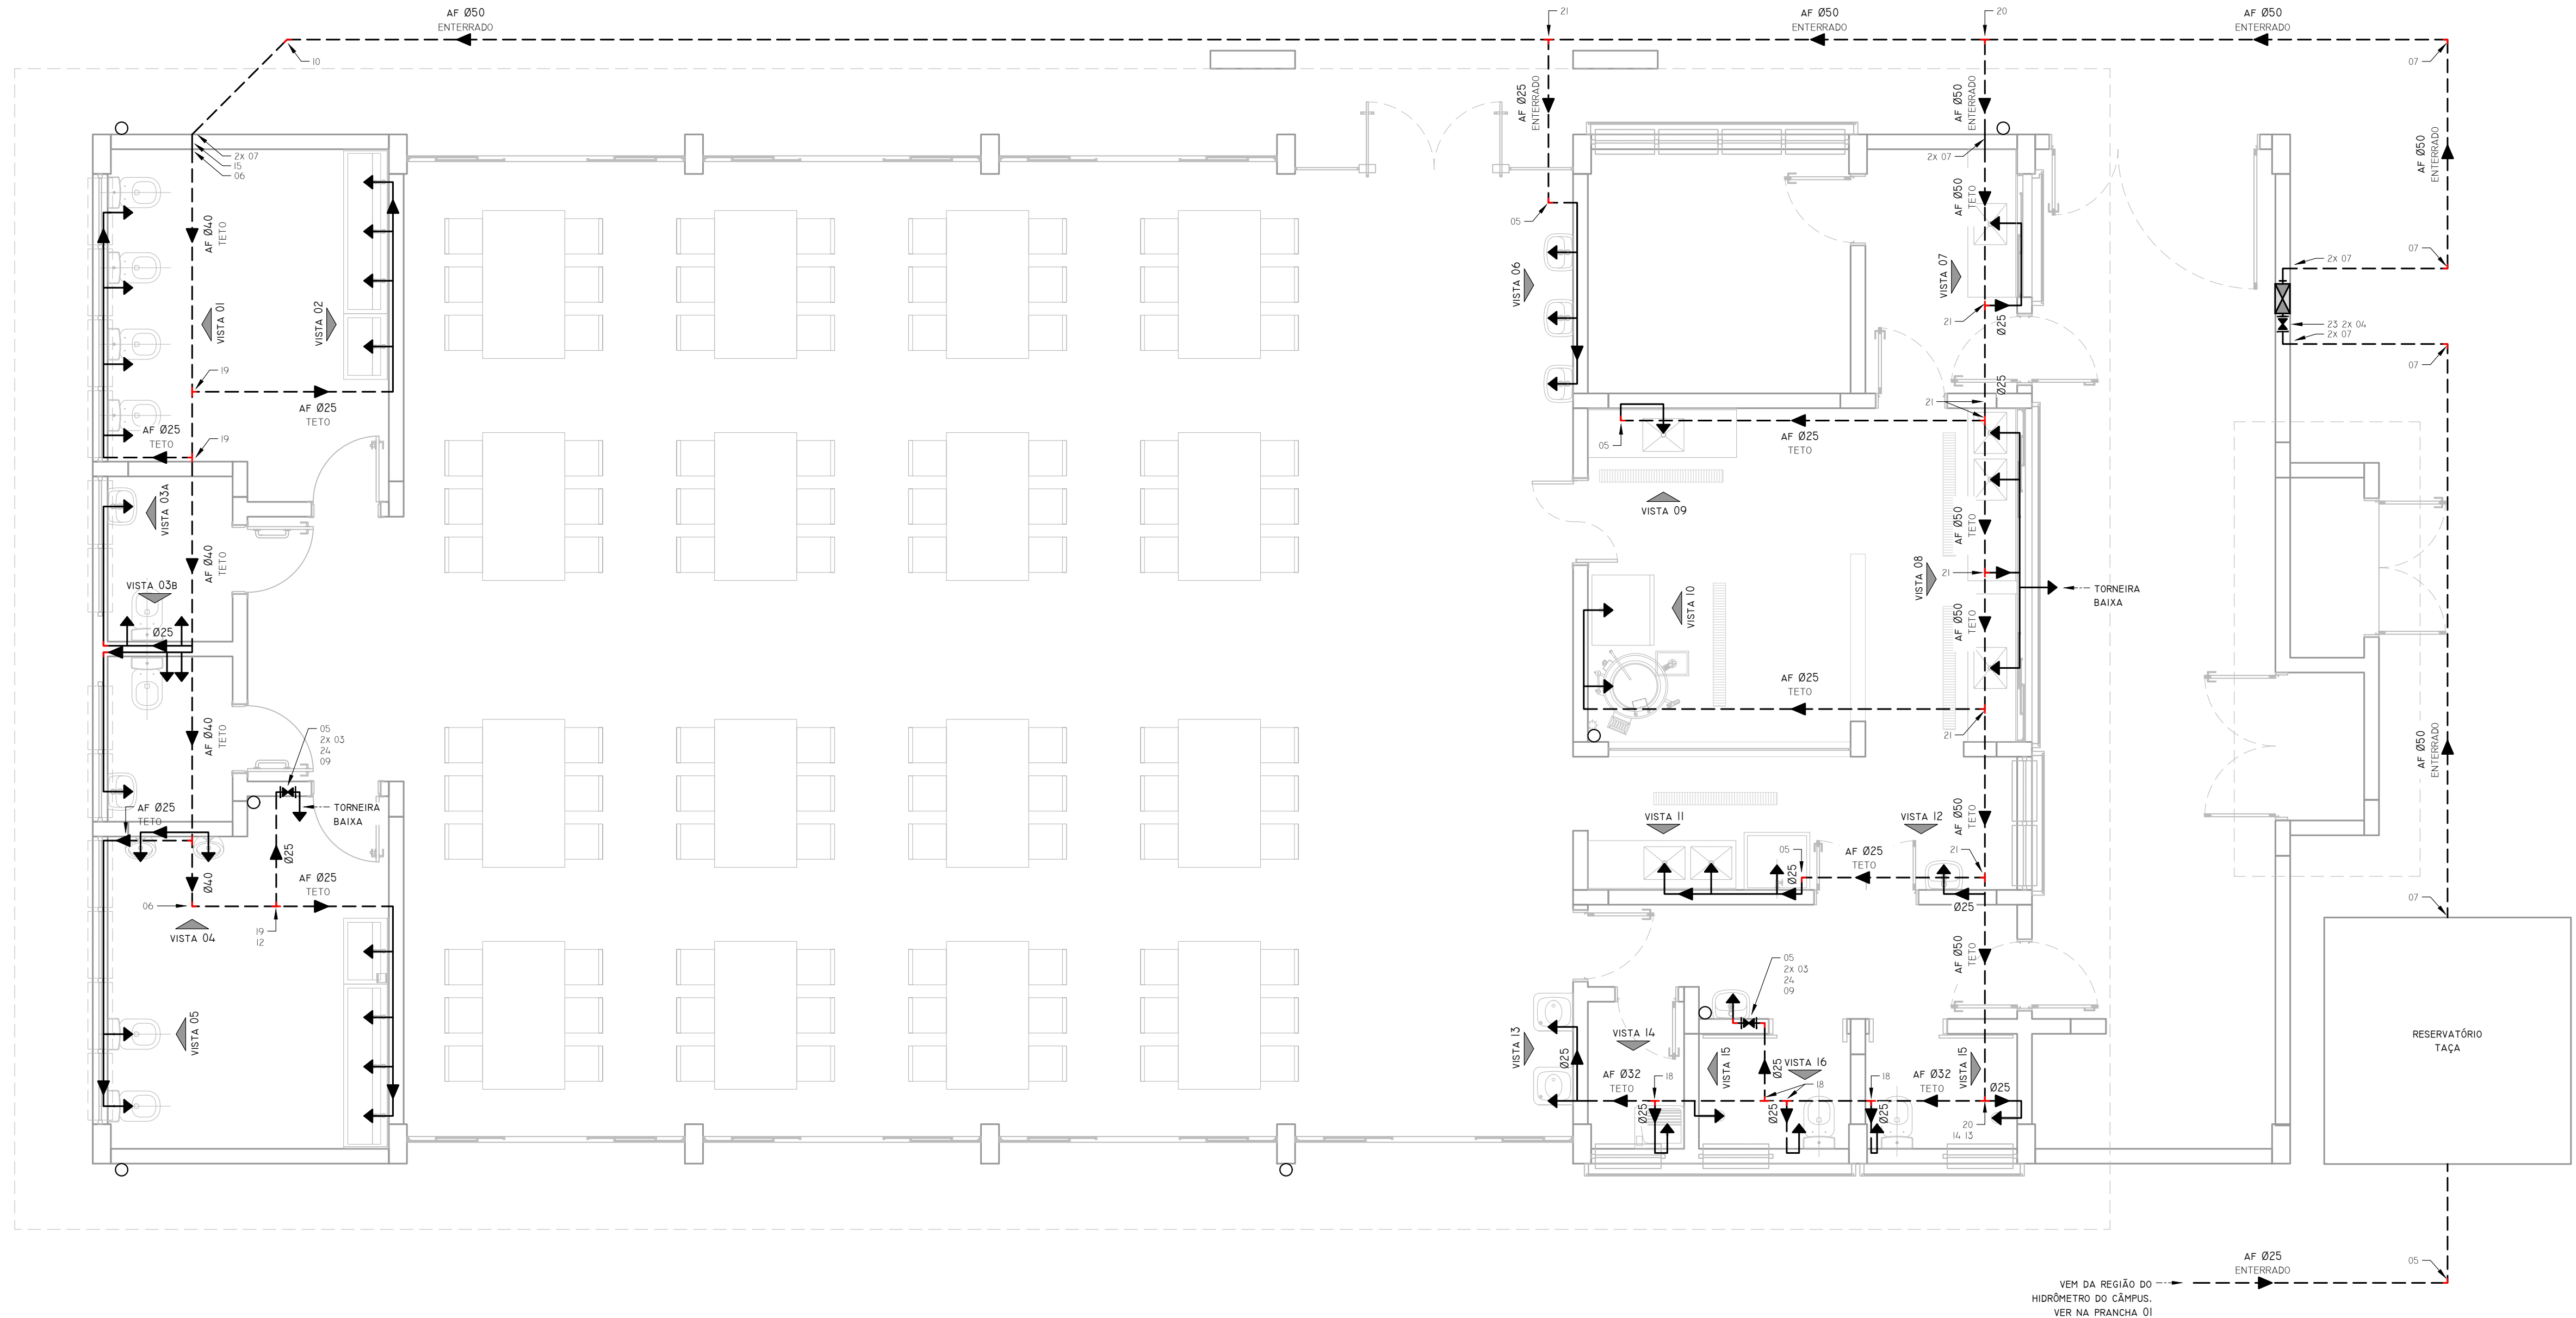 AF Ø50
ENTERRADO
21
AF Ø50
ENTERRADO
20
AF Ø50
ENTERRADO
10
07
AF Ø25
ENTERRADO
AF Ø50
ENTERRADO
AF Ø50
ENTERRADO
2x 07
15
06
2x 07
AF Ø40
TETO
AF Ø50
TETO
05
VISTA 01
VISTA 02
VISTA 06
VISTA 07
2x 07
07
21
Ø25
23 2x 04
2x 07
07
19
AF Ø25
TETO
Ø25
21
AF Ø25
TETO
19
05
AF Ø25
TETO
VISTA 03A
VISTA 09
AF Ø50
TETO
AF Ø40
TETO
VISTA 03B
VISTA 10
VISTA 08
21
TORNEIRA
BAIXA
Ø25
AF Ø50
TETO
AF Ø40
TETO
AF Ø25
TETO
05
2x 03
24
09
21
AF Ø50
ENTERRADO
AF Ø25
TETO
TORNEIRA
BAIXA
VISTA 11
VISTA 12
AF Ø50
TETO
Ø25
05
AF Ø25
TETO
21
Ø40
AF Ø25
TETO
Ø25
06
Ø25
07
VISTA 04
19
12
AF Ø50
TETO
05
2x 03
24
09
VISTA 05
VISTA 13
VISTA 14
RESERVATÓRIO
TAÇA
Ø25
AF Ø32
TETO
18
VISTA 15
Ø25
VISTA 16
18
18
AF Ø32
TETO
VISTA 15
Ø25
Ø25
Ø25
Ø25
20
14 13
AF Ø25
ENTERRADO
05
VEM DA REGIÃO DO
HIDRÔMETRO DO CÂMPUS.
VER NA PRANCHA 01